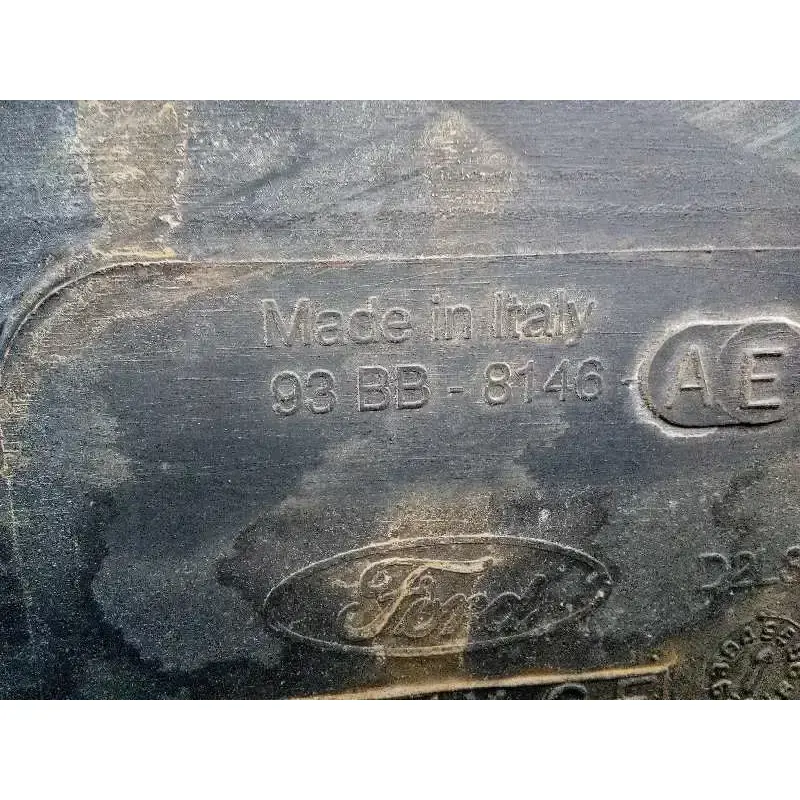 Made in Italy
93 BB - 8146 - AE
Ford